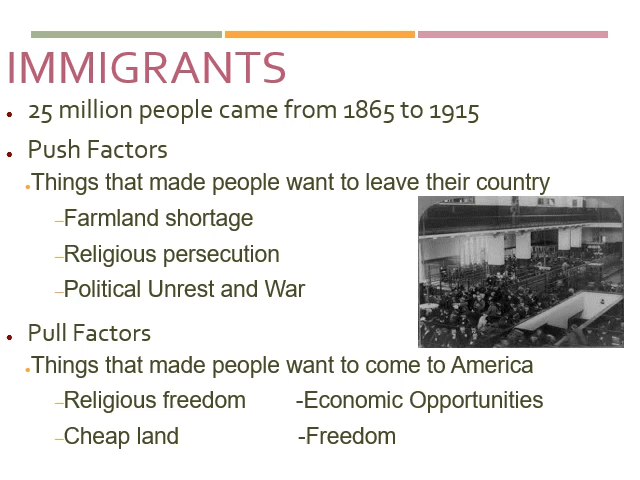 IMMIGRANTS
• 25 million people came from 1865 to 1915
• Push Factors
•Things that made people want to leave their country
–Farmland shortage
–Religious persecution
–Political Unrest and War
• Pull Factors
•Things that made people want to come to America
–Religious freedom -Economic Opportunities
–Cheap land -Freedom